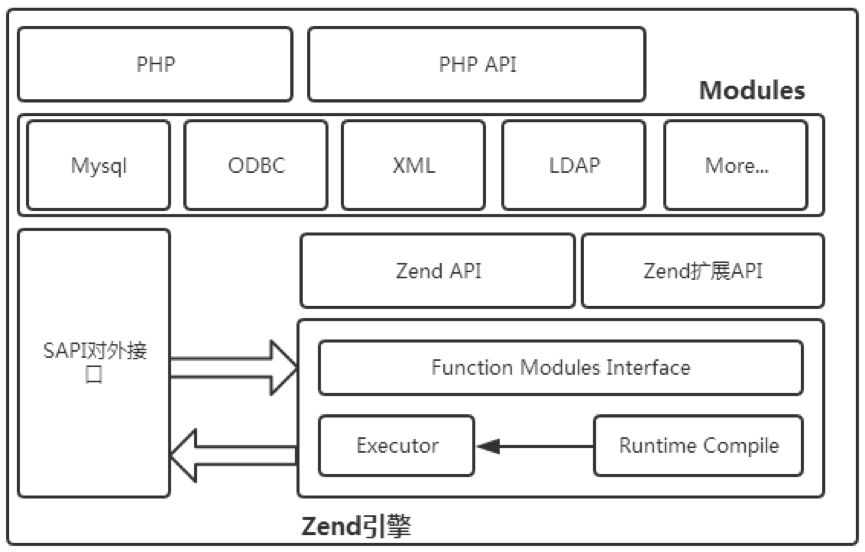 PHP
PHP API
Modules
Mysql
ODBC
XML
LDAP
More...
Zend API
Zend扩展API
SAPI对外接
口
Function Modules Interface
Executor
Runtime Compile
Zend引擎